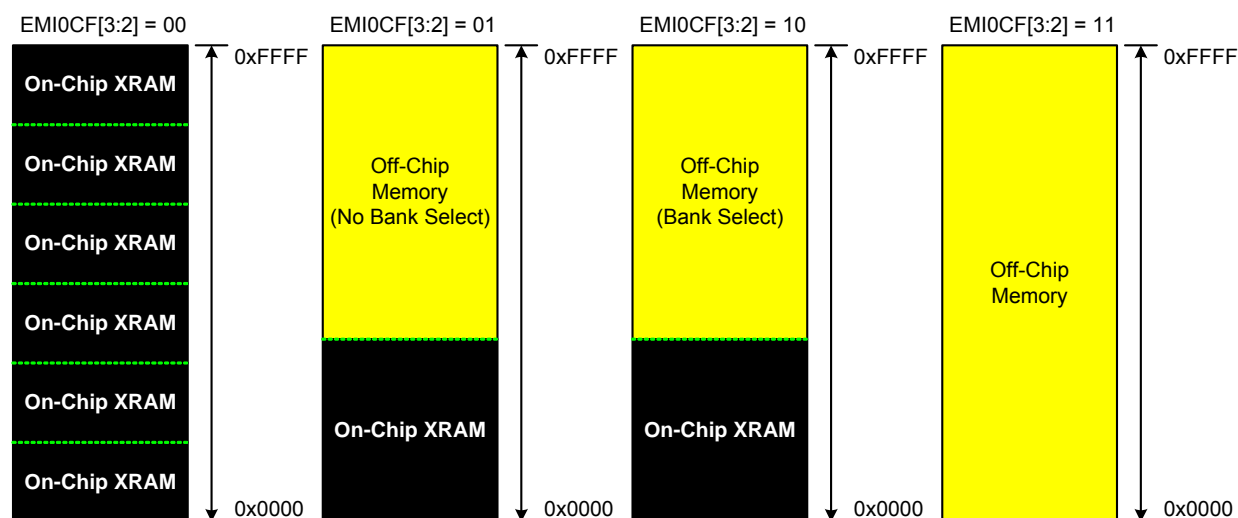 EMI0CF[3:2] = 00
0xFFFF
On-Chip XRAM
On-Chip XRAM
On-Chip XRAM
On-Chip XRAM
On-Chip XRAM
On-Chip XRAM
0x0000
EMI0CF[3:2] = 01
0xFFFF
Off-Chip
Memory
(No Bank Select)
On-Chip XRAM
0x0000
EMI0CF[3:2] = 10
0xFFFF
Off-Chip
Memory
(Bank Select)
On-Chip XRAM
0x0000
EMI0CF[3:2] = 11
0xFFFF
Off-Chip
Memory
0x0000